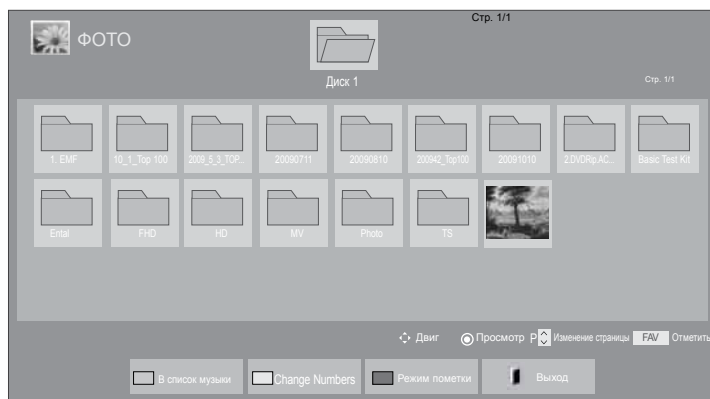 Стр. 1/1
ФОТО
Диск 1
Стр. 1/1
1. EMF 10_1_Top 100 2009_5_3_TOP... 20090711 20090810 200942_Top100 20091010 2.DVDRip.AC... Basic Test Kit
Ental FHD HD MV Photo TS
Двиг Просмотр P Изменение страницы FAV Отметить
В список музыки Change Numbers Режим пометки Выход